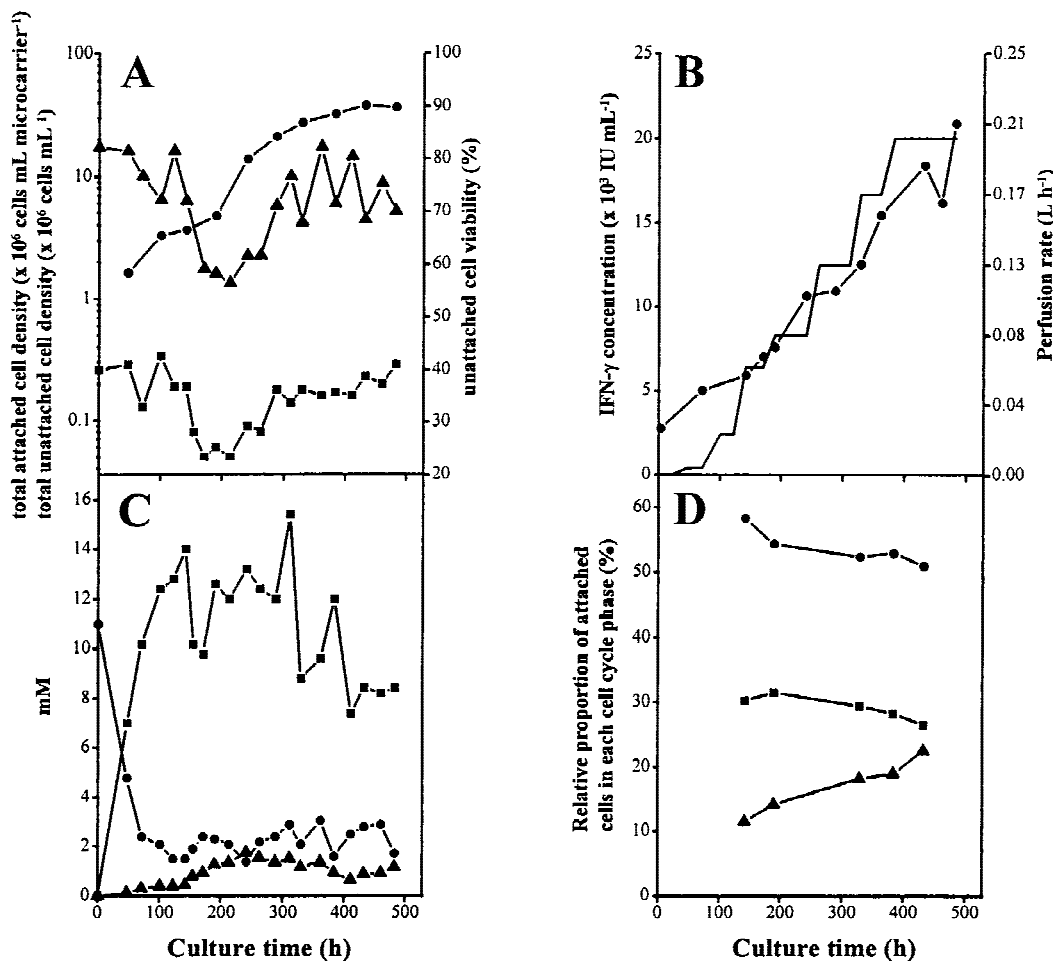 A
total attached cell density (x 10⁶ cells mL microcarrier⁻¹
total unattached cell density (x 10⁶ cells mL⁻¹)
100
10
1
0.1
unattached cell viability (%)
100
90
80
70
60
50
40
30
20
B
IFN-γ concentration (x 10³ IU mL⁻¹)
25
20
15
10
5
0
Perfusion rate (L h⁻¹)
0.25
0.21
0.17
0.13
0.08
0.04
0.00
C
mM
16
14
12
10
8
6
4
2
0
0 100 200 300 400 500
Culture time (h)
D
Relative proportion of attached
cells in each cell cycle phase (%)
60
50
40
30
20
10
0
0 100 200 300 400 500
Culture time (h)